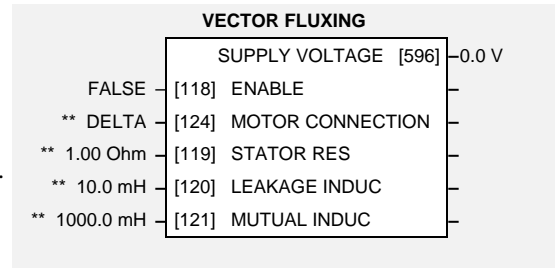 VECTOR FLUXING
SUPPLY VOLTAGE [596] 0.0 V
FALSE [118] ENABLE
** DELTA [124] MOTOR CONNECTION
** 1.00 Ohm [119] STATOR RES
** 10.0 mH [120] LEAKAGE INDUC
** 1000.0 mH [121] MUTUAL INDUC